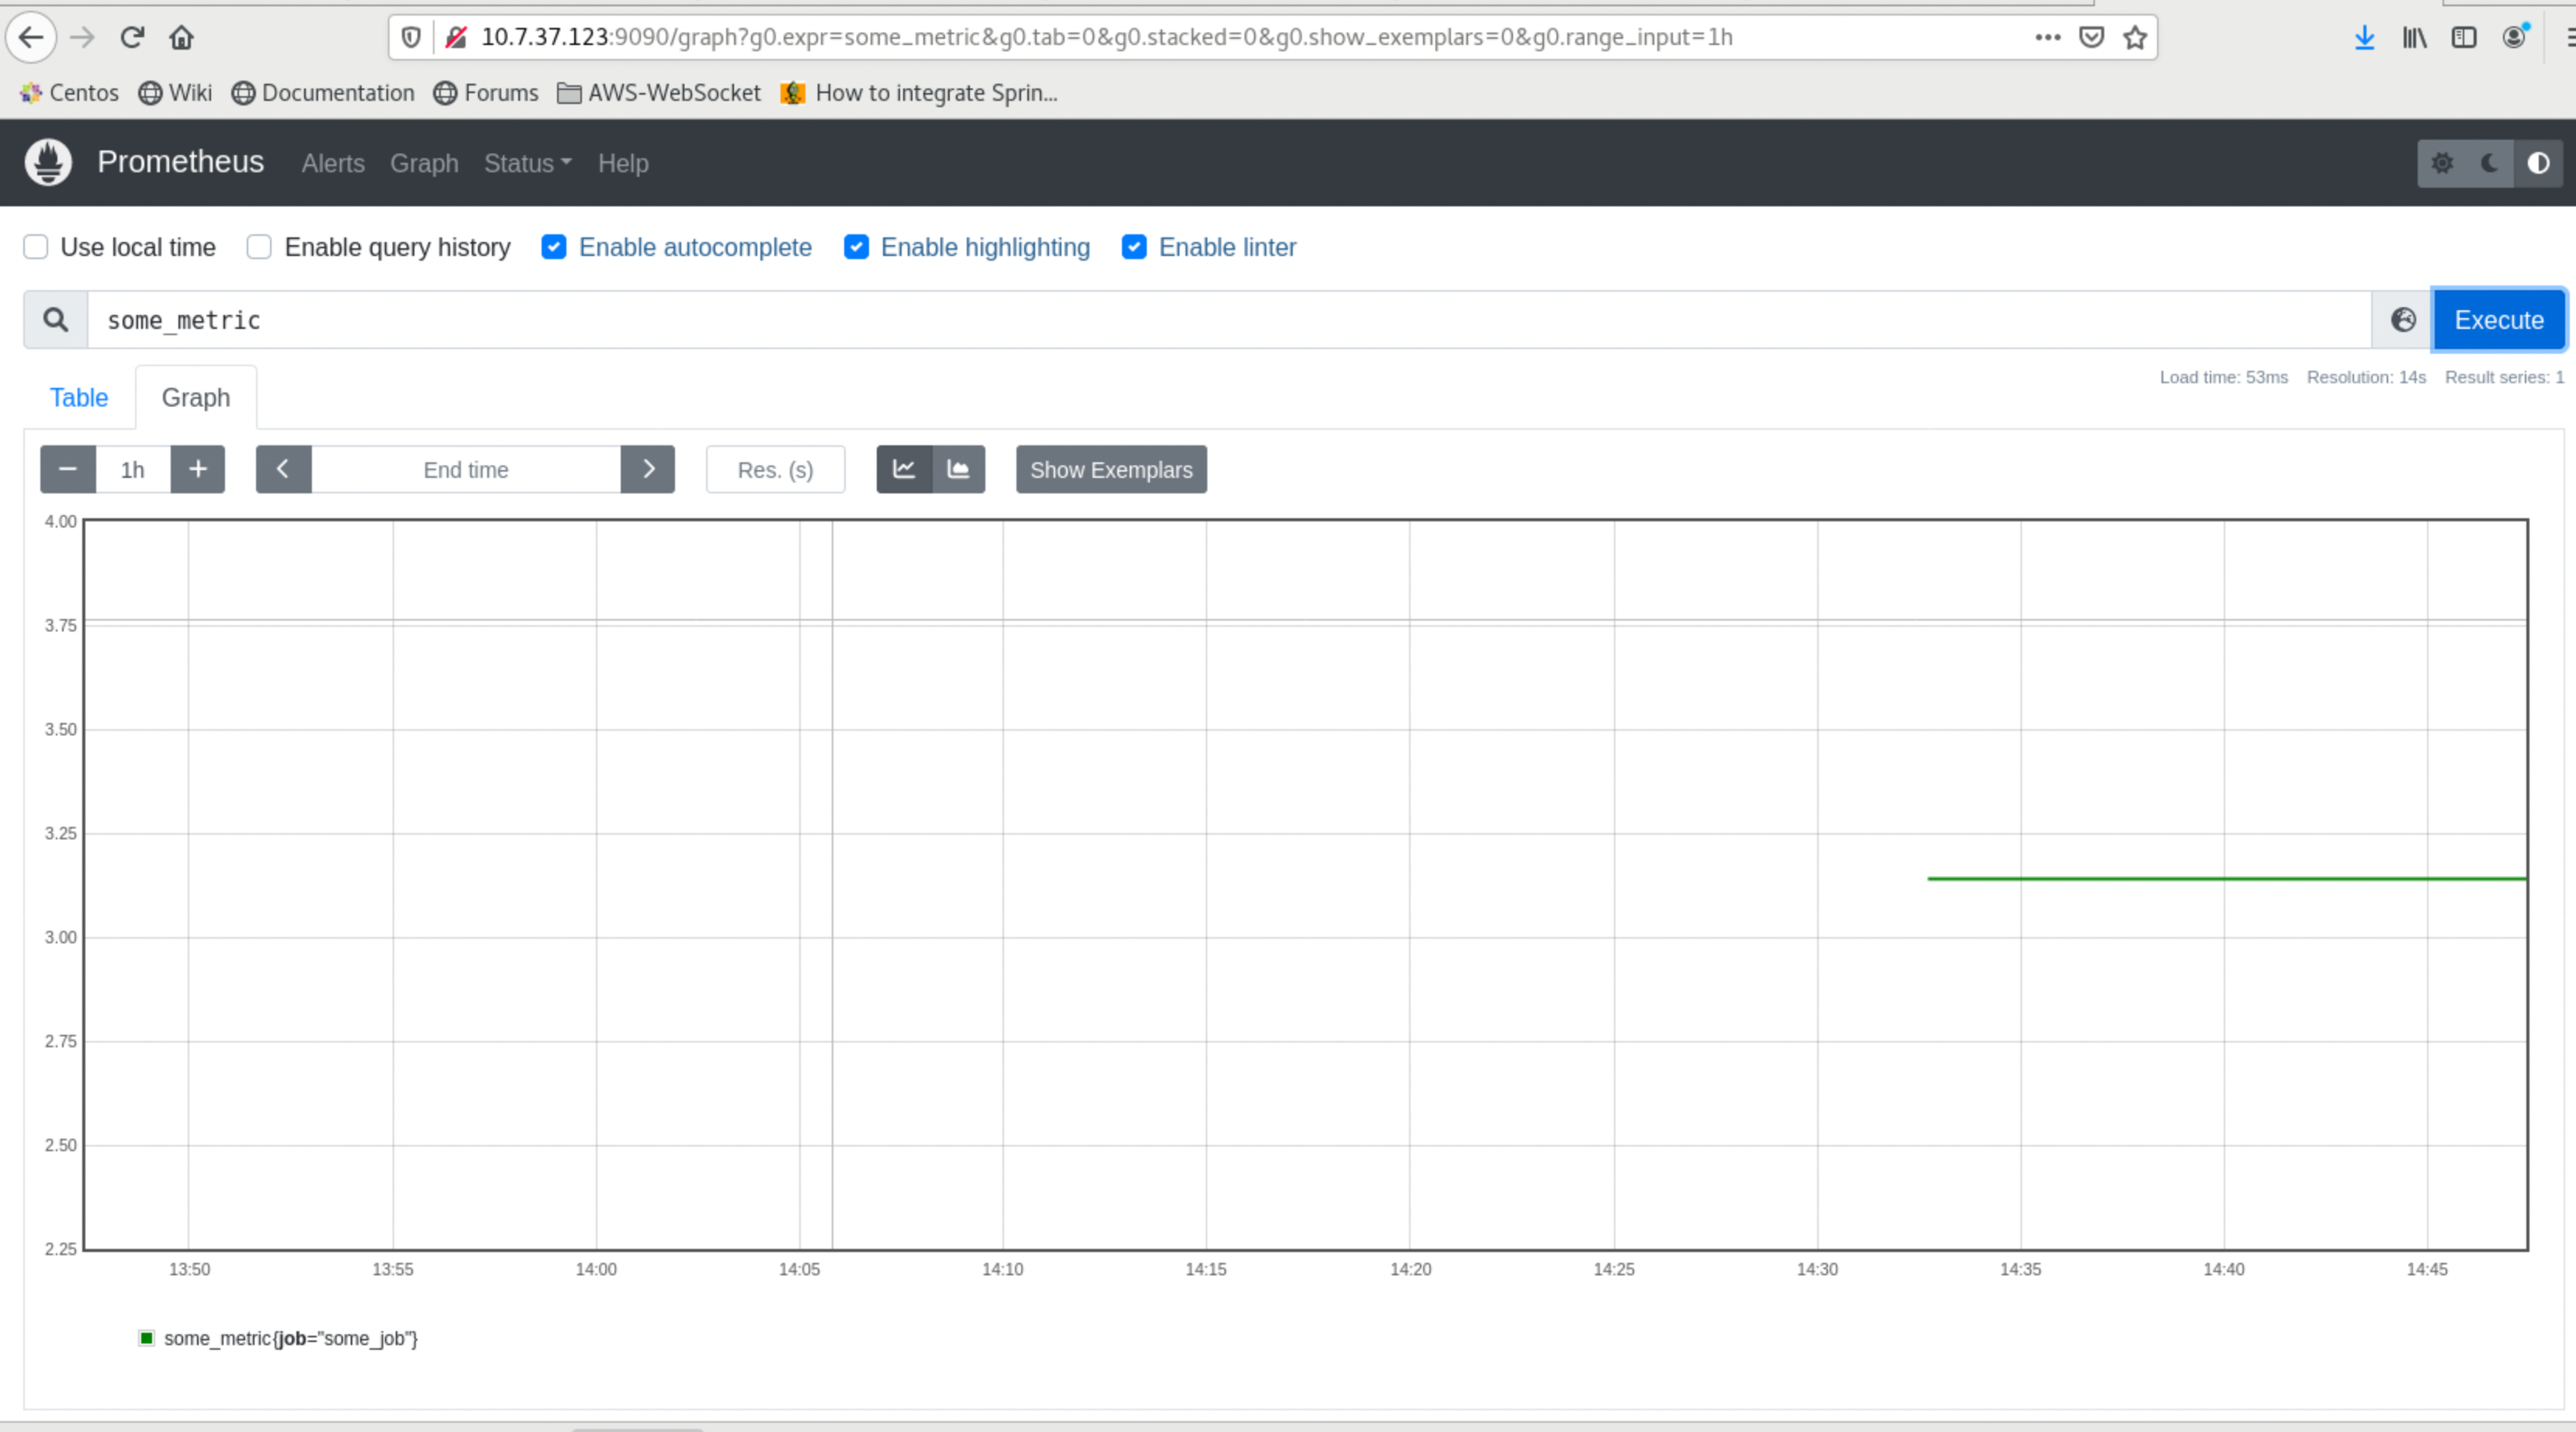 10.7.37.123:9090/graph?g0.expr=some_metric&g0.tab=0&g0.stacked=0&g0.show_exemplars=0&g0.range_input=1h
Centos Wiki Documentation Forums AWS-WebSocket How to integrate Sprin...
Prometheus Alerts Graph Status Help
Use local time Enable query history Enable autocomplete Enable highlighting Enable linter
some_metric Execute
Load time: 53ms Resolution: 14s Result series: 1
Table Graph
1h End time Res. (s) Show Exemplars
4.00
3.75
3.50
3.25
3.00
2.75
2.50
2.25
13:50 13:55 14:00 14:05 14:10 14:15 14:20 14:25 14:30 14:35 14:40 14:45
some_metric{job="some_job"}